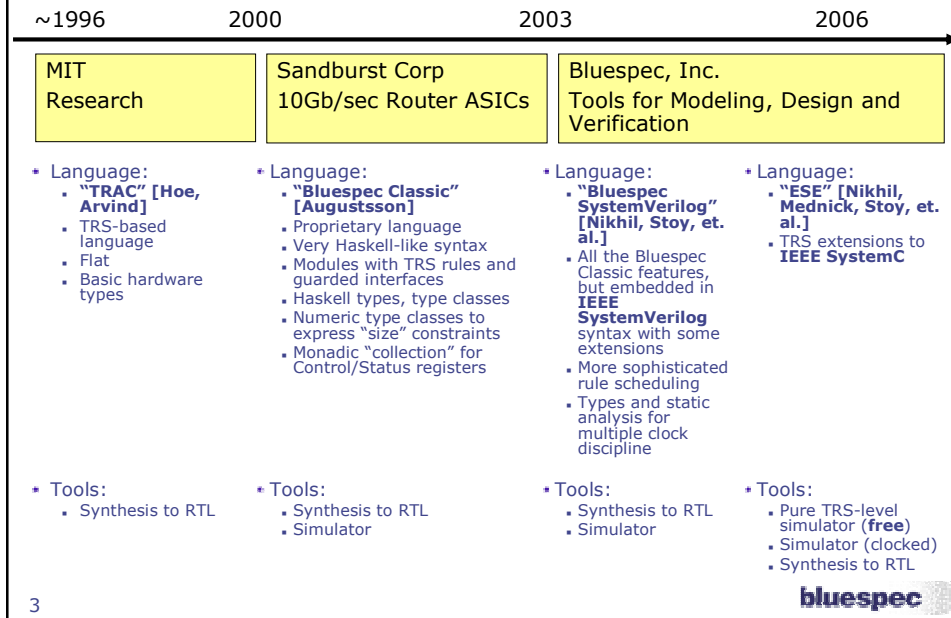 ~1996
2000
2003
2006
MIT
Research
Sandburst Corp
10Gb/sec Router ASICs
Bluespec, Inc.
Tools for Modeling, Design and
Verification
Language:
“TRAC” [Hoe,
Arvind]
TRS-based
language
Flat
Basic hardware
types
Language:
“Bluespec Classic”
[Augustsson]
Proprietary language
Very Haskell-like syntax
Modules with TRS rules and
guarded interfaces
Haskell types, type classes
Numeric type classes to
express “size” constraints
Monadic “collection” for
Control/Status registers
Language:
“Bluespec
SystemVerilog”
[Nikhil, Stoy, et.
al.]
All the Bluespec
Classic features,
but embedded in
IEEE
SystemVerilog
syntax with some
extensions
More sophisticated
rule scheduling
Types and static
analysis for
multiple clock
discipline
Language:
“ESE” [Nikhil,
Mednick, Stoy, et.
al.]
TRS extensions to
IEEE SystemC
Tools:
Synthesis to RTL
Tools:
Synthesis to RTL
Simulator
Tools:
Synthesis to RTL
Simulator
Tools:
Pure TRS-level
simulator (free)
Simulator (clocked)
Synthesis to RTL
3
bluespec